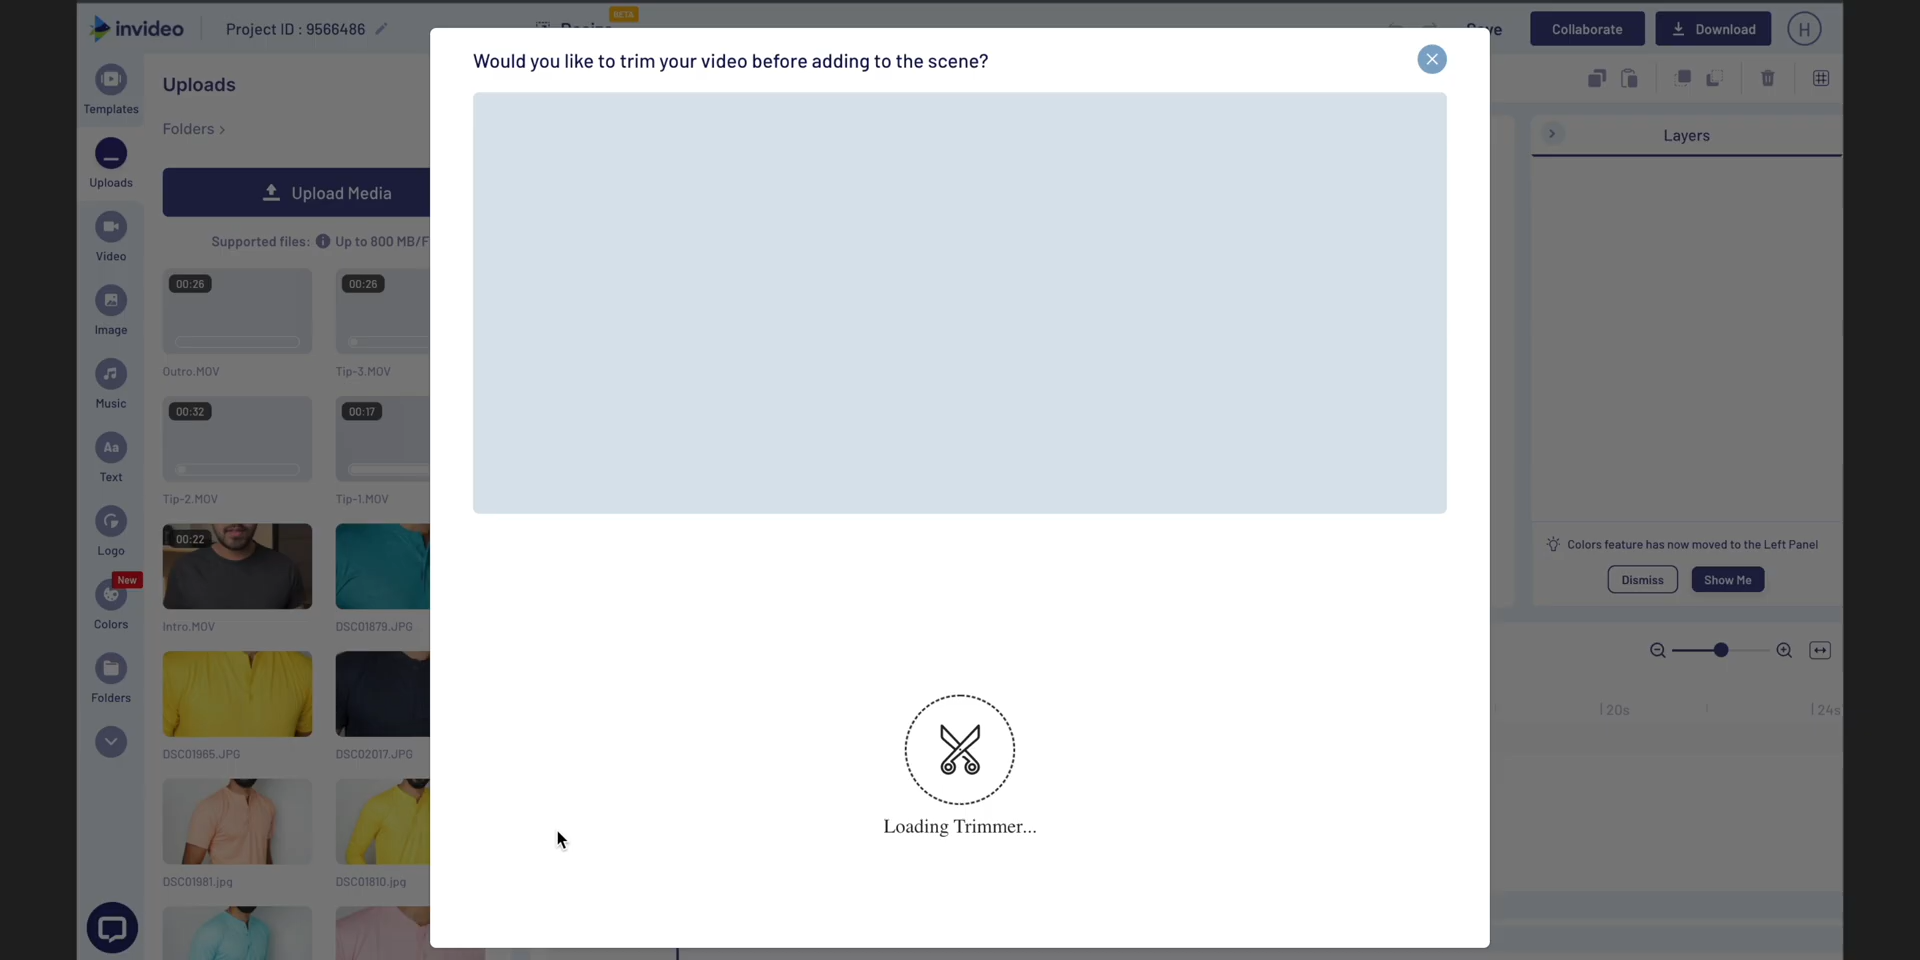 invideo
Project ID : 9566486
BETA
Save
Collaborate
Download
H
Would you like to trim your video before adding to the scene?
Templates
Uploads
Video
Image
Music
Aa
Text
Logo
New
Colors
Folders
Uploads
Folders >
Upload Media
Supported files:
Up to 800 MB/F
00:26
00:26
Outro.MOV
Tip-3.MOV
00:32
00:17
Tip-2.MOV
Tip-1.MOV
00:22
Intro.MOV
DSC01879.JPG
DSC01965.JPG
DSC02017.JPG
DSC01981.jpg
DSC01810.jpg
Loading Trimmer...
Layers
Colors feature has now moved to the Left Panel
Dismiss
Show Me
20s
24s